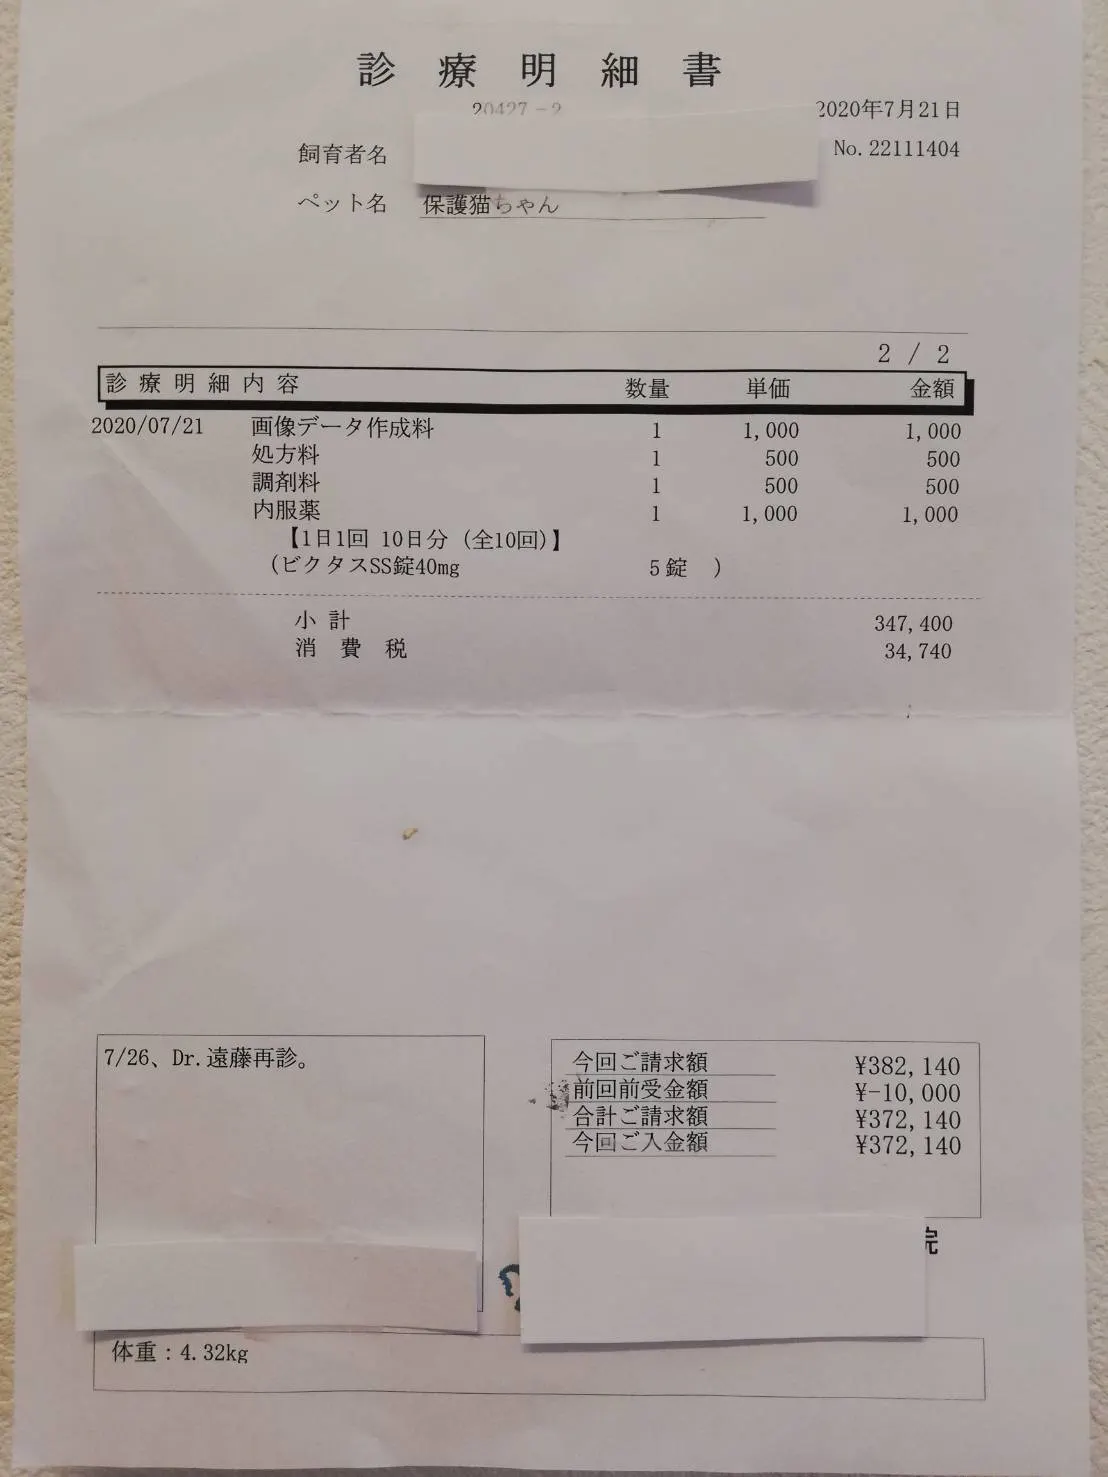 診療明細書
20427-2
2020年7月21日
飼育者名
No.22111404
ペット名 保護猫ちゃん
2 / 2
診療明細内容 数量 単価 金額
2020/07/21 画像データ作成料 1 1,000 1,000
処方料 1 500 500
調剤料 1 500 500
内服薬 1 1,000 1,000
【1日1回 10日分 (全10回)】
(ビクタスSS錠40mg 5錠 )
小計 347,400
消費税 34,740
7/26、Dr.遠藤再診。
今回ご請求額 ¥382,140
前回前受金額 ¥-10,000
合計ご請求額 ¥372,140
今回ご入金額 ¥372,140
院
体重：4.32kg